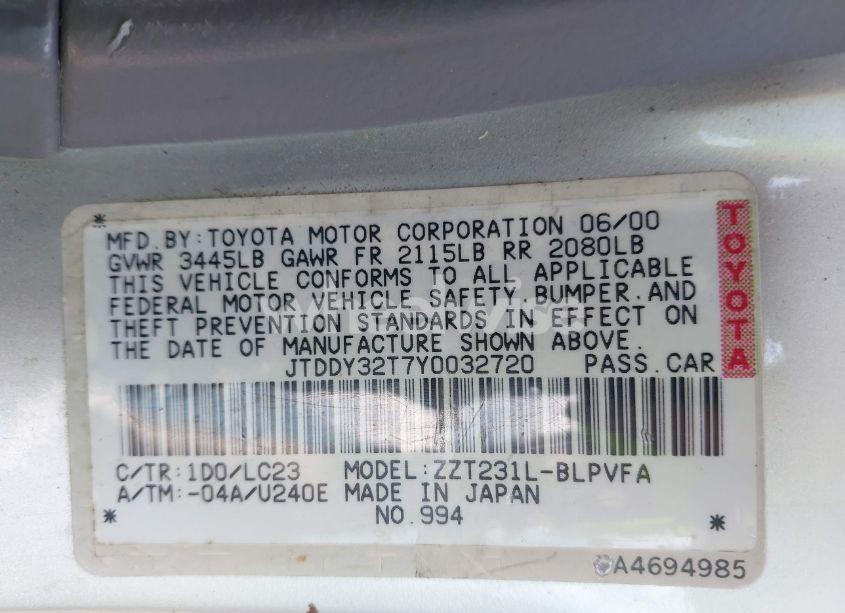 MFD.BY:TOYOTA MOTOR CORPORATION 06/00
GVWR 3445LB GAWR FR 2115LB RR 2080LB
THIS VEHICLE CONFORMS TO ALL APPLICABLE
FEDERAL MOTOR VEHICLE SAFETY,BUMPER,AND
THEFT PREVENTION STANDARDS IN EFFECT ON
THE DATE OF MANUFACTURE SHOWN ABOVE.
JTDDY32T7Y0032720 PASS.CAR
TOYOTA
C/TR:1D0/LC23 MODEL:ZZT231L-BLPVFA
A/TM:-04A/U240E MADE IN JAPAN
* NO.994 *
A4694985